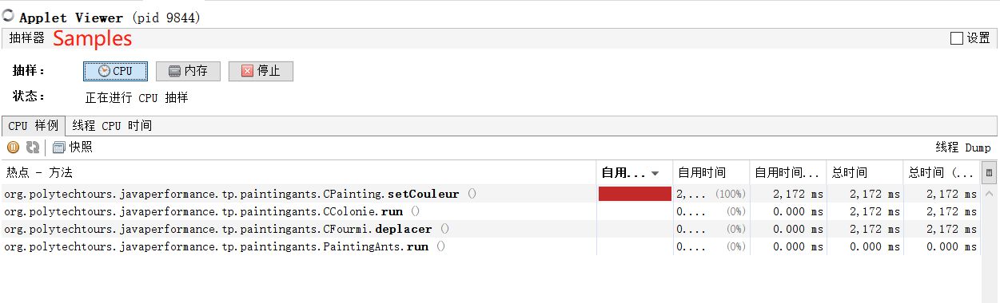 Applet Viewer (pid 9844)
抽样器 Samples 设置
抽样： CPU 内存 停止
状态： 正在进行 CPU 抽样
CPU 样例 线程 CPU 时间
快照 线程 Dump
热点 - 方法 自用... 自用时间 自用时间... 总时间 总时间 (...
org.polytechtours.javaperformance.tp.paintingants.CPainting.setCouleur () 2,... (100%) 2,172 ms 2,172 ms 2,172 ms
org.polytechtours.javaperformance.tp.paintingants.CColonie.run () 0.... (0%) 0.000 ms 2,172 ms 2,172 ms
org.polytechtours.javaperformance.tp.paintingants.CFourmi.deplacer () 0.... (0%) 0.000 ms 2,172 ms 2,172 ms
org.polytechtours.javaperformance.tp.paintingants.PaintingAnts.run () 0.... (0%) 0.000 ms 0.000 ms 0.000 ms